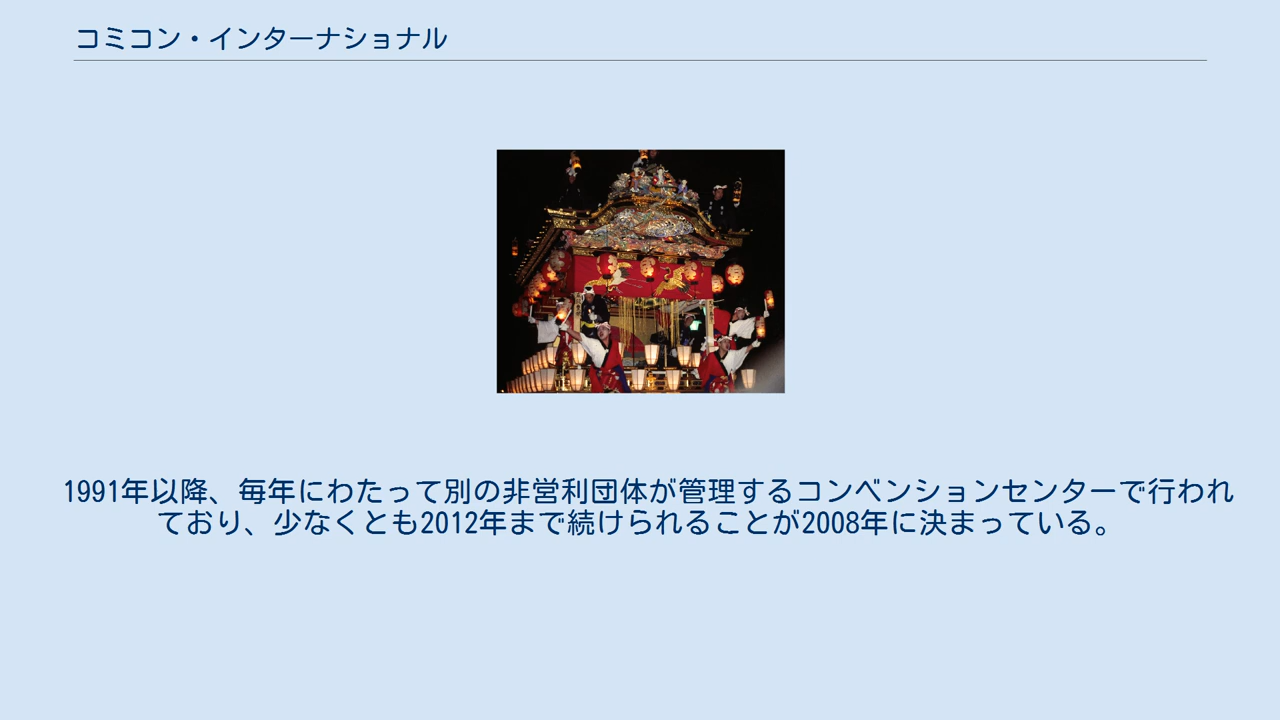 コミコン・インターナショナル
1991年以降、毎年にわたって別の非営利団体が管理するコンベンションセンターで行われ
ており、少なくとも2012年まで続けられることが2008年に決まっている。